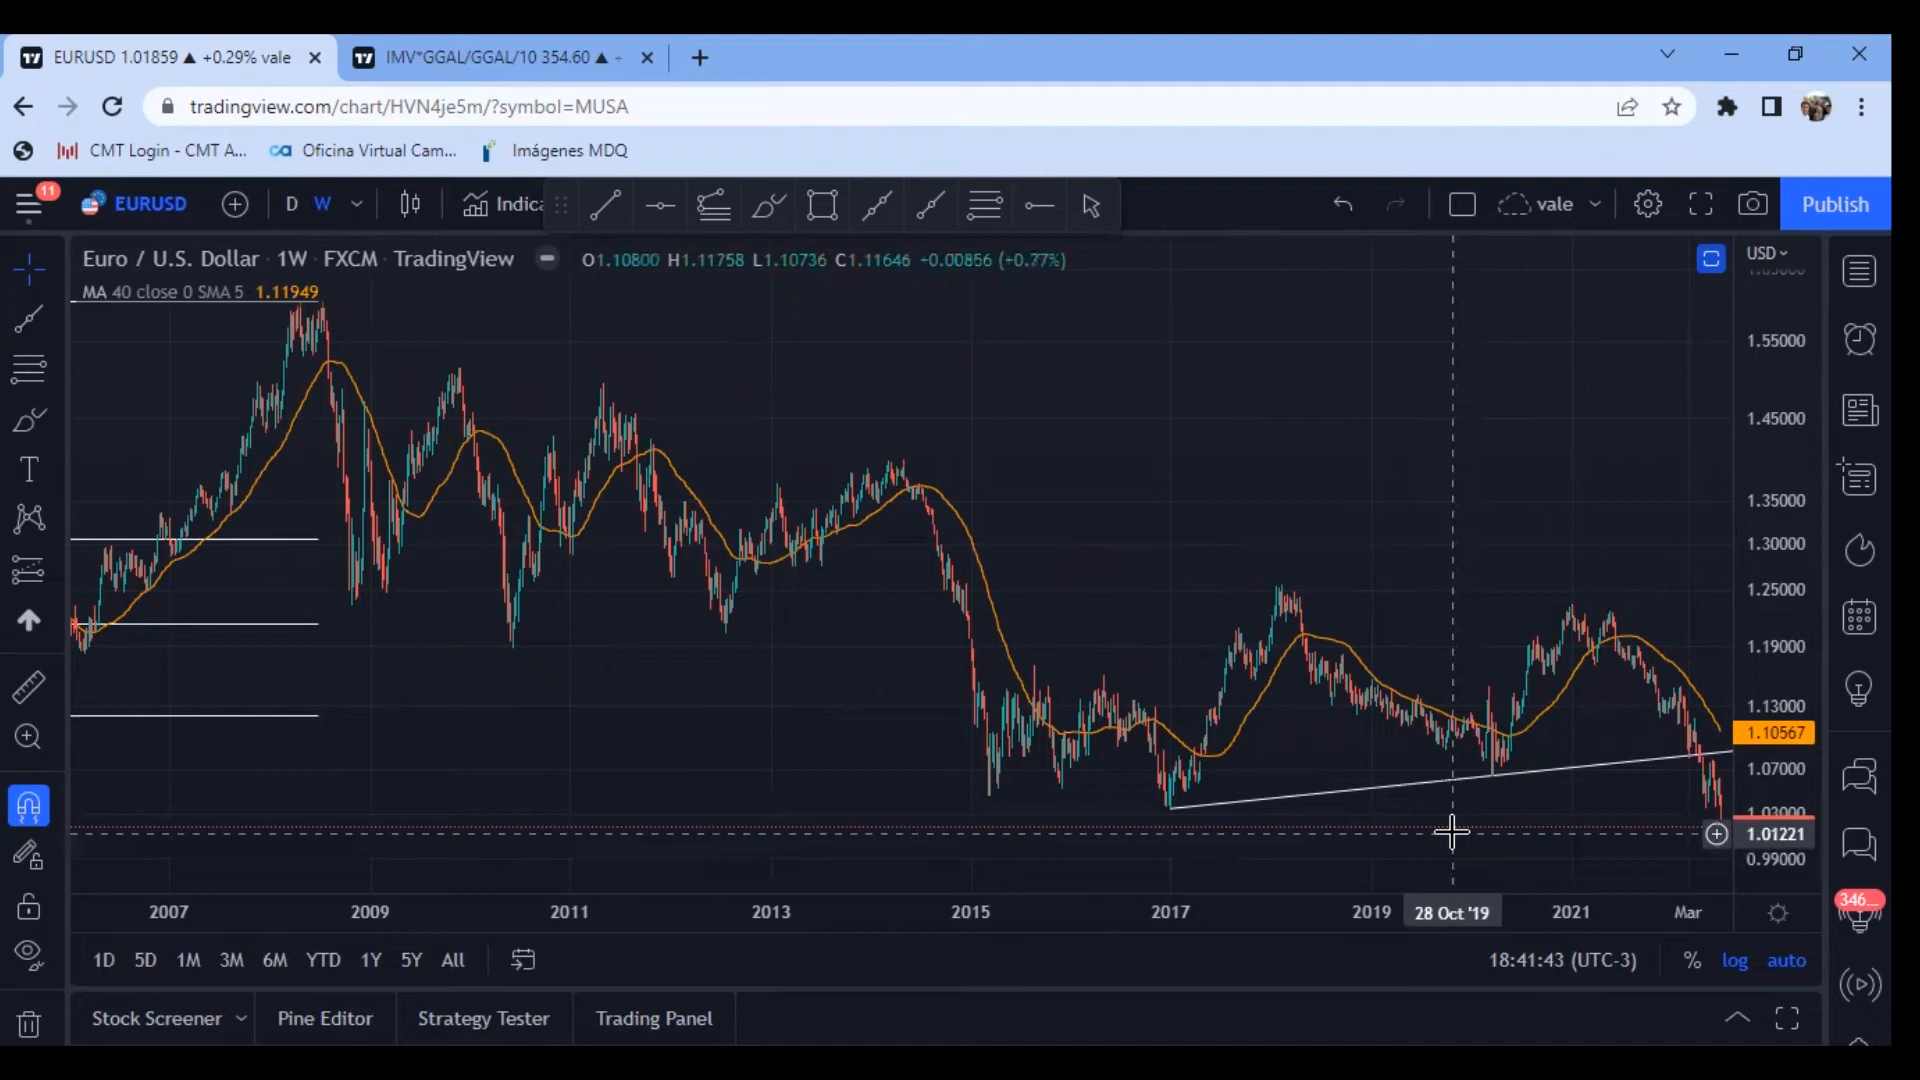 EURUSD 1.01859 ▲ +0.29% vale
IMV*GGAL/GGAL/10 354.60 ▲
tradingview.com/chart/HVN4je5m/?symbol=MUSA
CMT Login - CMT A...
Oficina Virtual Cam...
Imágenes MDQ
11
EURUSD
D W
Indica
vale
Publish
Euro / U.S. Dollar · 1W · FXCM · TradingView
O1.10800 H1.11758 L1.10736 C1.11646 +0.00856 (+0.77%)
USD
MA 40 close 0 SMA 5 1.11949
1.55000
1.45000
1.35000
1.30000
1.25000
1.19000
1.13000
1.10567
1.07000
1.03000
1.01221
0.99000
346...
2007 2009 2011 2013 2015 2017 2019 28 Oct '19 2021 Mar
1D 5D 1M 3M 6M YTD 1Y 5Y All
18:41:43 (UTC-3) % log auto
Stock Screener Pine Editor Strategy Tester Trading Panel